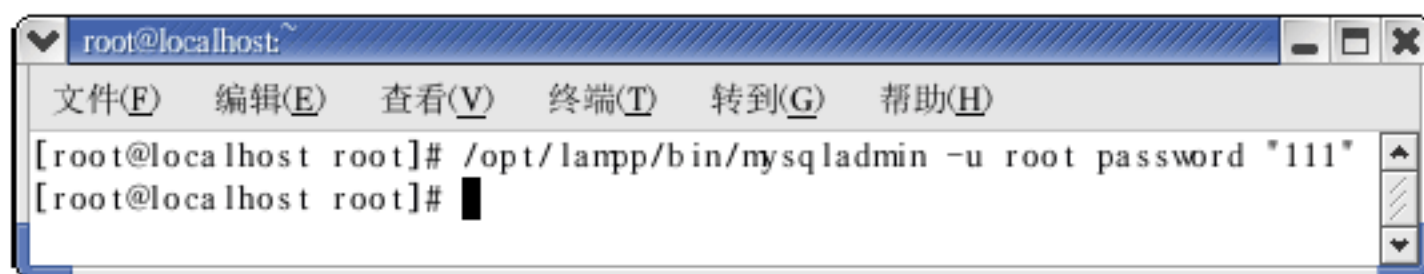 root@localhost:~
文件(F) 编辑(E) 查看(V) 终端(T) 转到(G) 帮助(H)
[root@localhost root]# /opt/lampp/bin/mysqladmin -u root password "111"
[root@localhost root]#